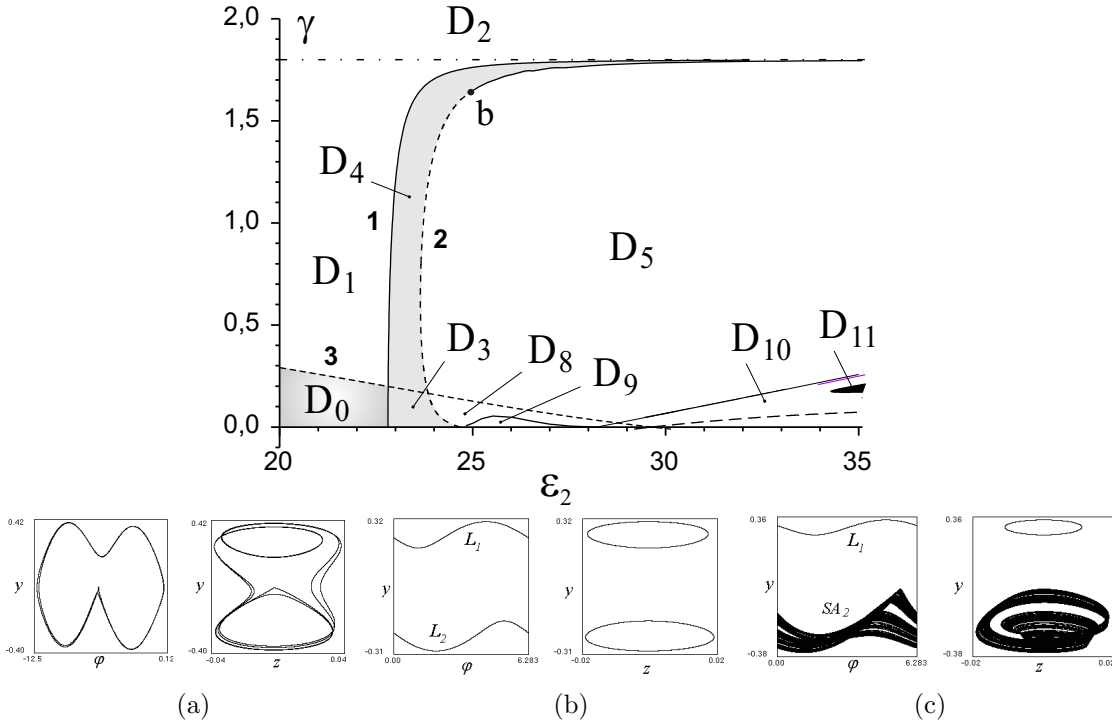 2,0
γ
D2
1,5
b
D4
1
2
1,0
D5
D1
0,5
3
D3
D8
D9
D10
D11
D0
0,0
20
25
30
35
ε2
0.42
y
-0.40
-12.5
φ
0.42
y
-0.40
-0.04
z
0.04
0.32
L1
y
L2
-0.31
0.00
φ
6.283
0.32
y
-0.31
-0.02
z
0.02
0.36
L1
y
SA2
-0.38
0.00
φ
6.283
0.36
y
-0.38
-0.02
z
(a)
(b)
(c)